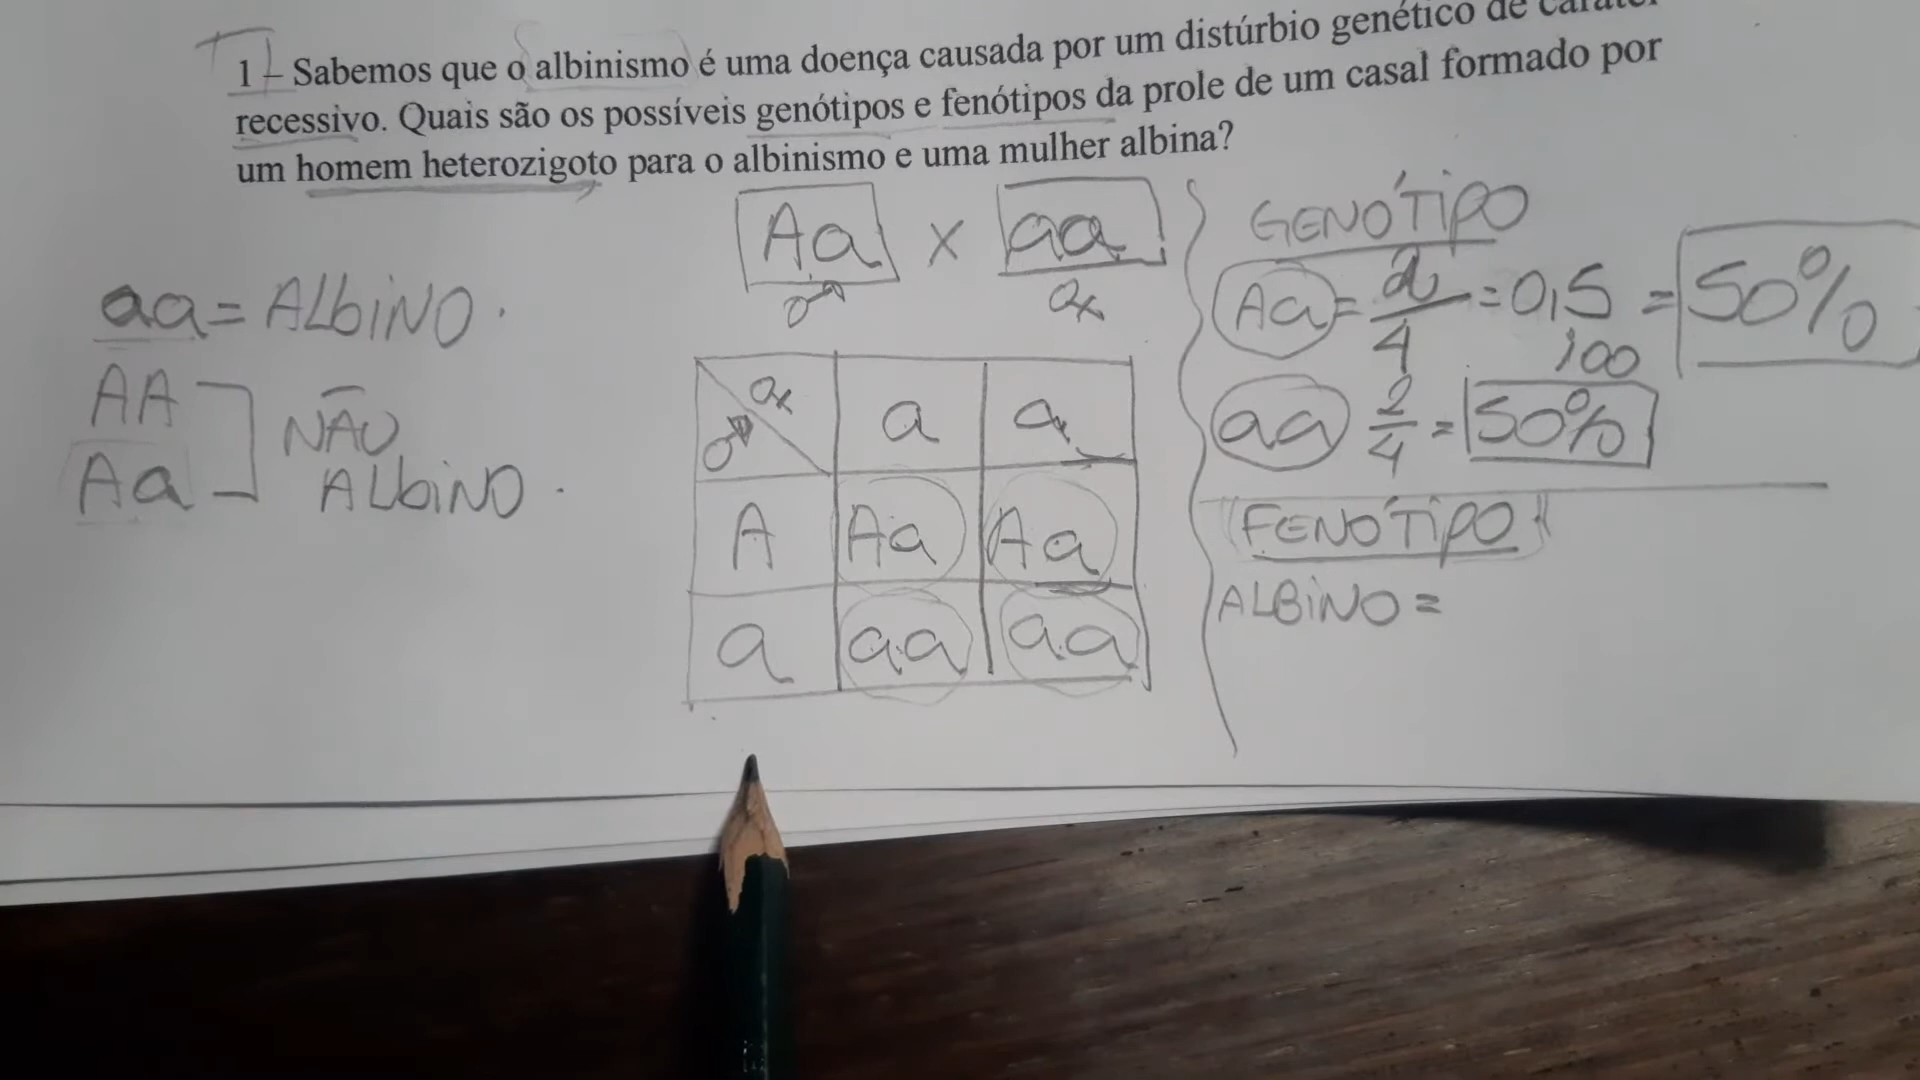 1 – Sabemos que o albinismo é uma doença causada por um distúrbio genético de caráter
recessivo. Quais são os possíveis genótipos e fenótipos da prole de um casal formado por
um homem heterozigoto para o albinismo e uma mulher albina?
Aa x aa
♂ ♀
aa = ALbiNO.
AA
Aa
NÃO
ALbiNO.
♀
♂ a a
A Aa Aa
a aa aa
GENÓTIPO
Aa = 2/4 = 0,5 = 50%
100
aa 2/4 = 50%
FENÓTIPO
ALBiNO =